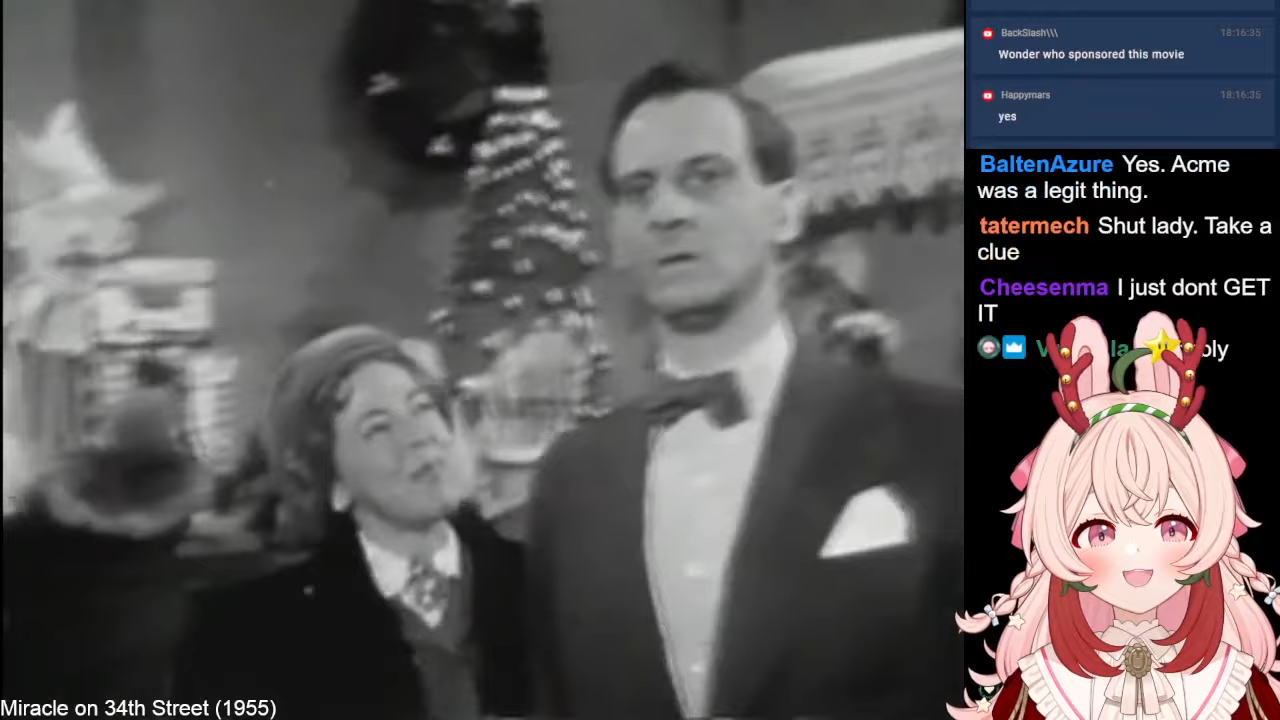 BackSlash\\\ 18:16:35
Wonder who sponsored this movie
Happymars 18:16:35
yes
BaltenAzure Yes. Acme
was a legit thing.
tatermech Shut lady. Take a
clue
Cheesenma I just dont GET
IT
Miracle on 34th Street (1955)